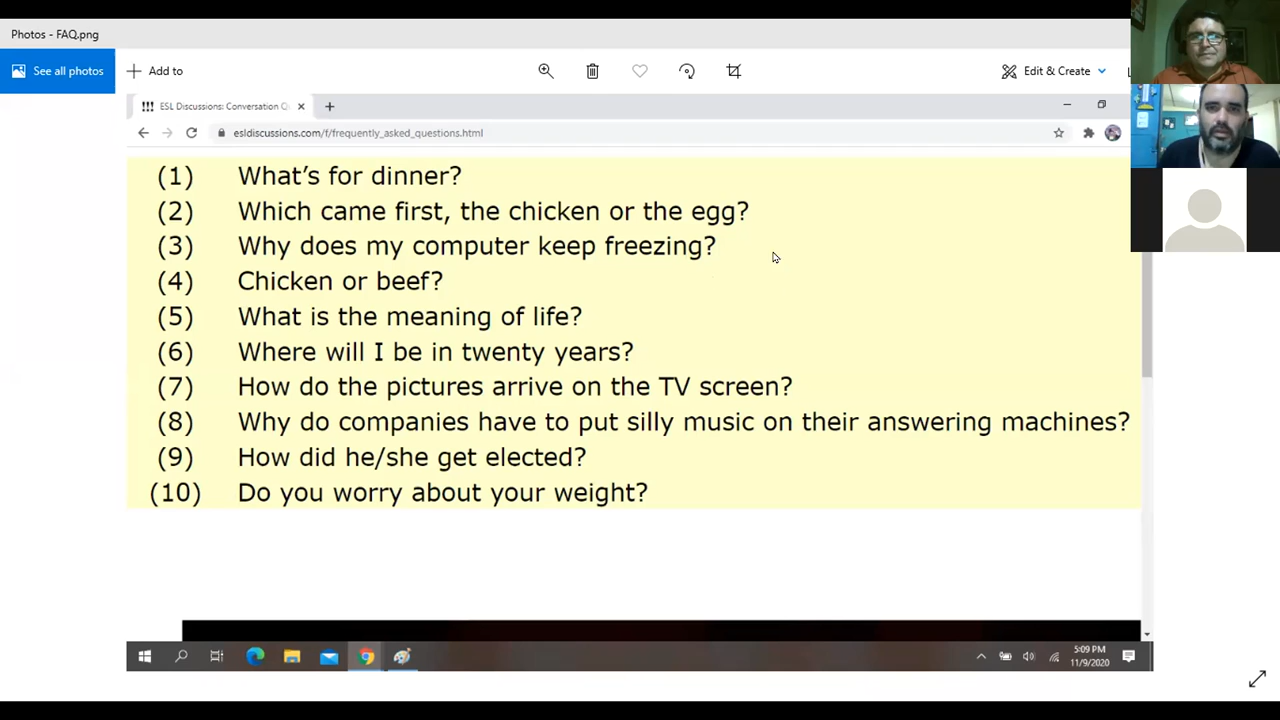 Photos - FAQ.png
See all photos
Add to
Edit & Create
ESL Discussions: Conversation Q
esldiscussions.com/f/frequently_asked_questions.html
(1) What's for dinner?
(2) Which came first, the chicken or the egg?
(3) Why does my computer keep freezing?
(4) Chicken or beef?
(5) What is the meaning of life?
(6) Where will I be in twenty years?
(7) How do the pictures arrive on the TV screen?
(8) Why do companies have to put silly music on their answering machines?
(9) How did he/she get elected?
(10) Do you worry about your weight?
5:09 PM
11/9/2020